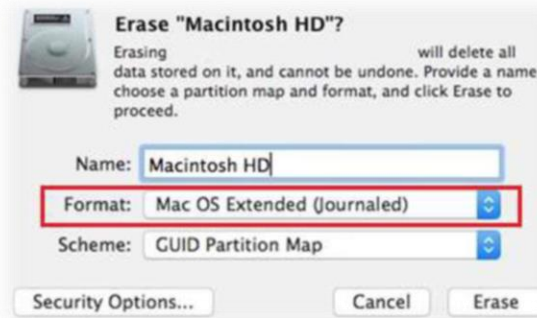 Erase "Macintosh HD"?
Erasing will delete all
data stored on it, and cannot be undone. Provide a name
choose a partition map and format, and click Erase to
proceed.
Name: Macintosh HD
Format: Mac OS Extended (Journaled)
Scheme: GUID Partition Map
Security Options... Cancel Erase